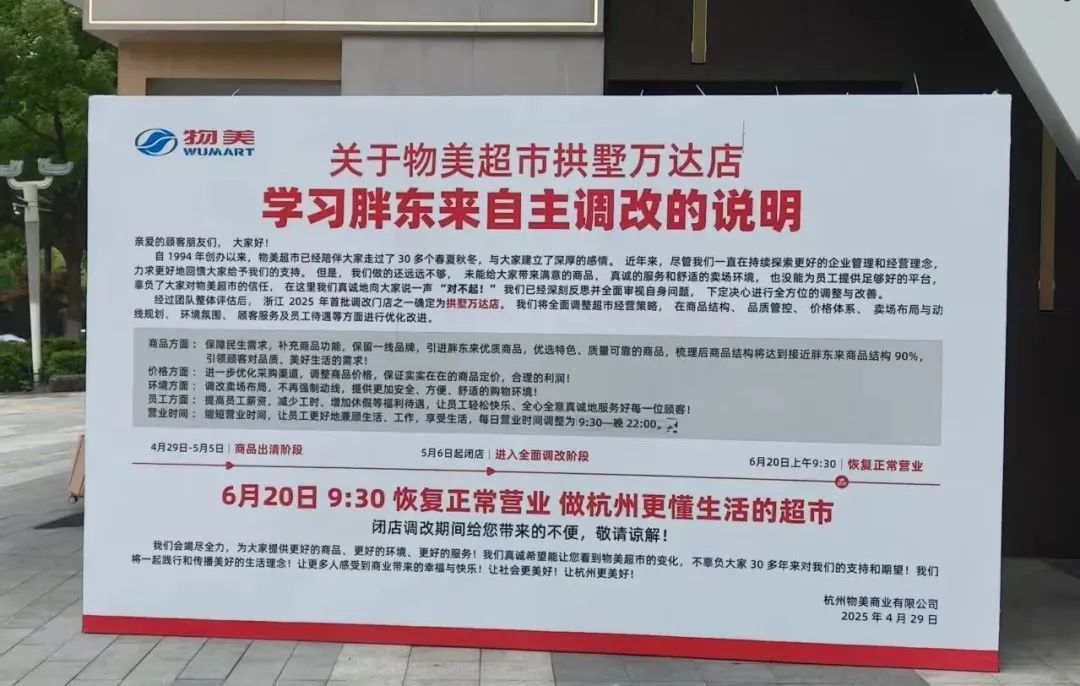 物美
WUMART
关于物美超市拱墅万达店
学习胖东来自主调改的说明
亲爱的顾客朋友们，大家好！
自 1994 年创办以来，物美超市已经陪伴大家走过了 30 多个春夏秋冬，与大家建立了深厚的感情。 近年来，尽管我们一直在持续探索更好的企业管理和经营理念，
力求更好地回馈大家给予我们的支持。 但是，我们做的还远远不够， 未能给大家带来满意的商品、 真诚的服务和舒适的卖场环境， 也没能为员工提供足够好的平台，
辜负了大家对物美超市的信任， 在这里我们真诚地向大家说一声 “对不起！” 我们已经深刻反思并全面审视自身问题， 下定决心进行全方位的调整与改善。
经过团队整体评估后， 浙江 2025 年首批调改门店之一确定为拱墅万达店。 我们将全面调整超市经营策略， 在商品结构、 品质管控、 价格体系、 卖场布局与动
线规划、 环境氛围、 顾客服务及员工待遇等方面进行优化改进。
商品方面： 保障民生需求，补充商品功能，保留一线品牌，引进胖东来优质商品，优选特色、质量可靠的商品，梳理后商品结构将达到接近胖东来商品结构 90%，
引领顾客对品质、美好生活的需求！
价格方面： 进一步优化采购渠道，调整商品价格，保证实实在在的商品定价，合理的利润！
环境方面： 调改卖场布局，不再强制动线，提供更加安全、方便、舒适的购物环境！
员工方面： 提高员工薪资，减少工时、增加休假等福利待遇，让员工轻松快乐、全心全意真诚地服务好每一位顾客！
营业时间： 缩短营业时间，让员工更好地兼顾生活、工作，享受生活，每日营业时间调整为 9:30—晚 22:00。
4月29日-5月5日｜商品出清阶段
5月6日起闭店｜进入全面调改阶段
6月20日上午9:30｜恢复正常营业
6月20日 9:30 恢复正常营业 做杭州更懂生活的超市
闭店调改期间给您带来的不便，敬请谅解！
我们会竭尽全力，为大家提供更好的商品、更好的环境、更好的服务！我们真诚希望能让您看到物美超市的变化，不辜负大家 30 多年来对我们的支持和期望！我们
将一起践行和传播美好的生活理念！让更多人感受到商业带来的幸福与快乐！让社会更美好！让杭州更美好！
杭州物美商业有限公司
2025 年 4 月 29 日